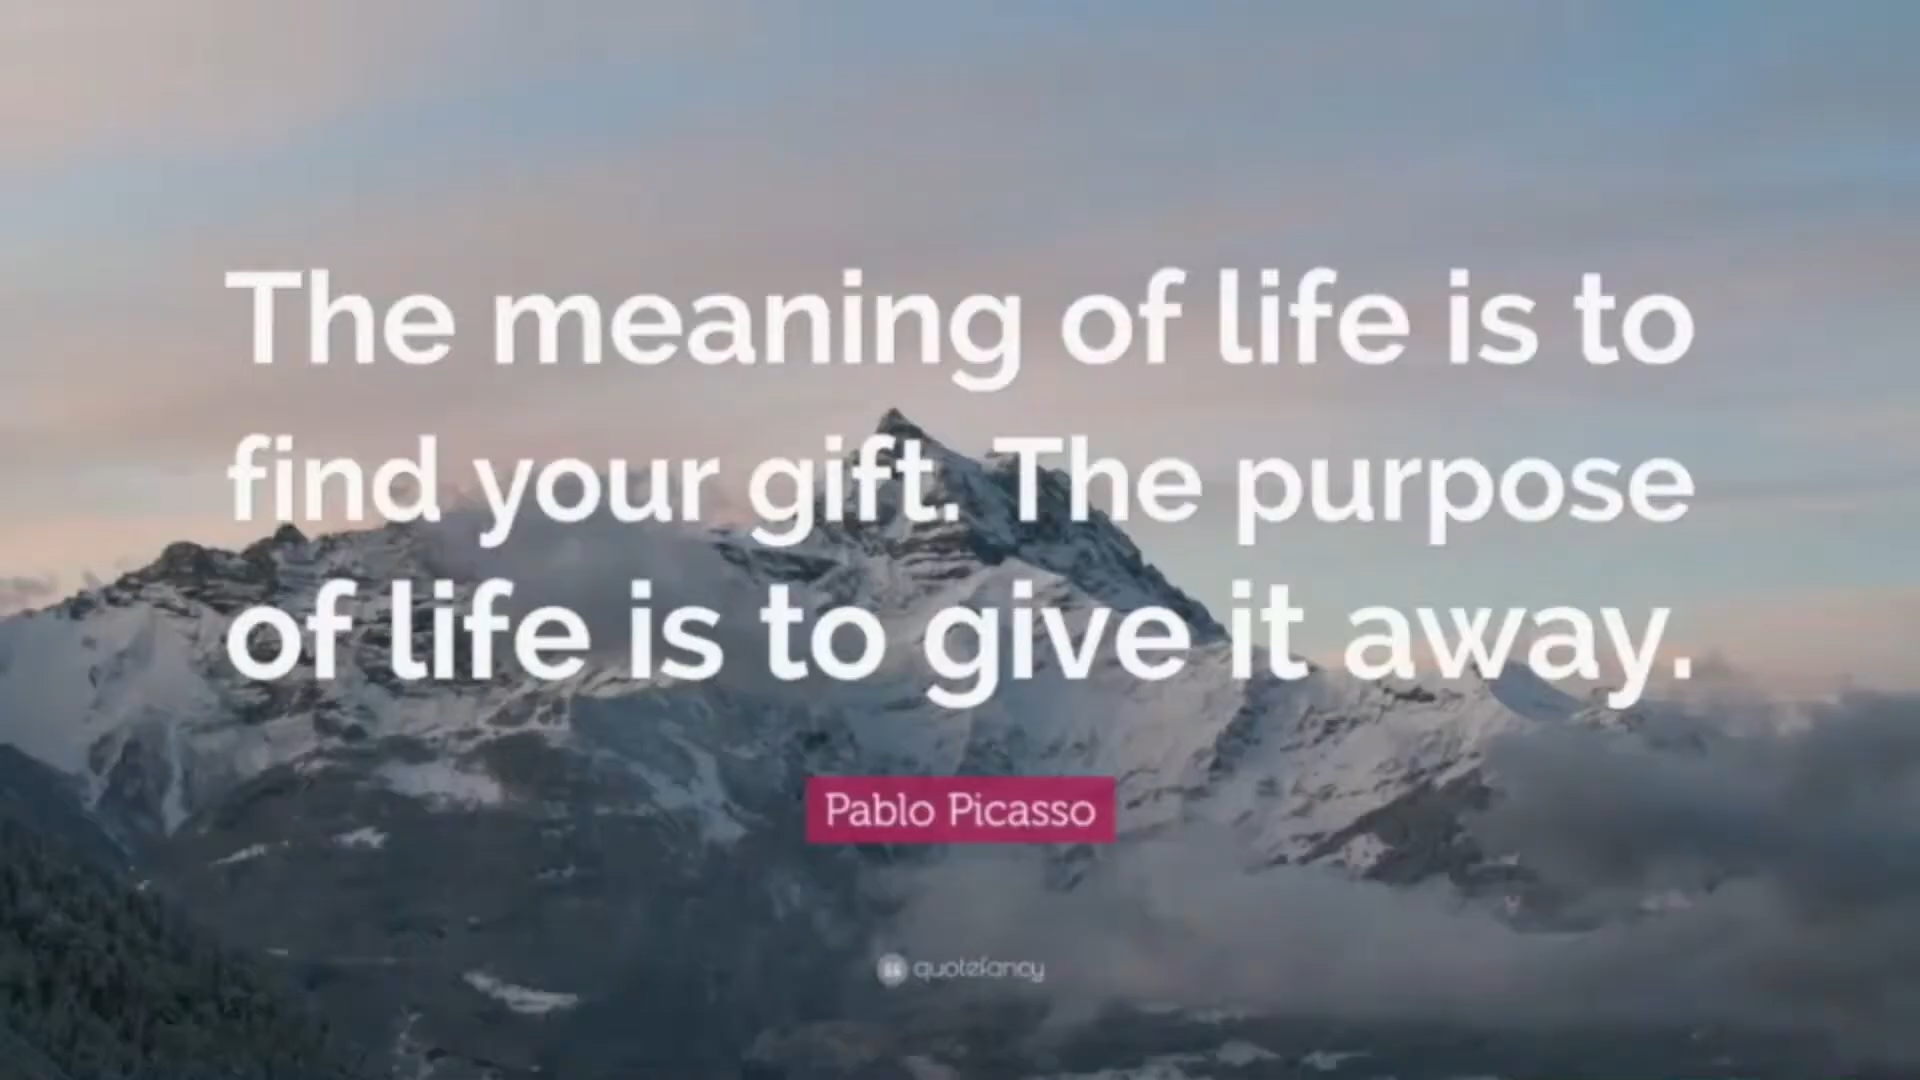 The meaning of life is to
find your gift. The purpose
of life is to give it away.
Pablo Picasso
quotefancy